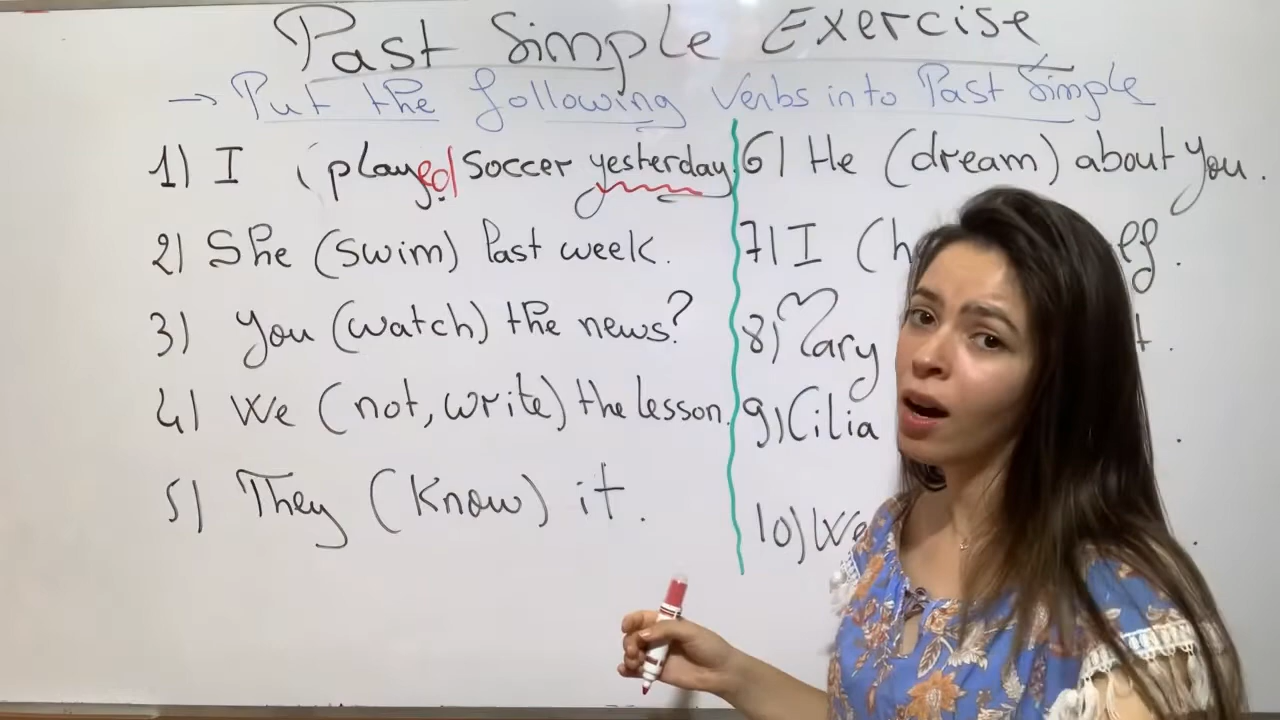 Past Simple Exercise
→ Put the following Verbs into Past Simple
1) I (played soccer yesterday.
2) She (swim) last week.
3) You (watch) the news?
4) We (not, write) the lesson.
5) They (Know) it.
6) He (dream) about you.
7) I
8) Mary
9) Cilia
10) We